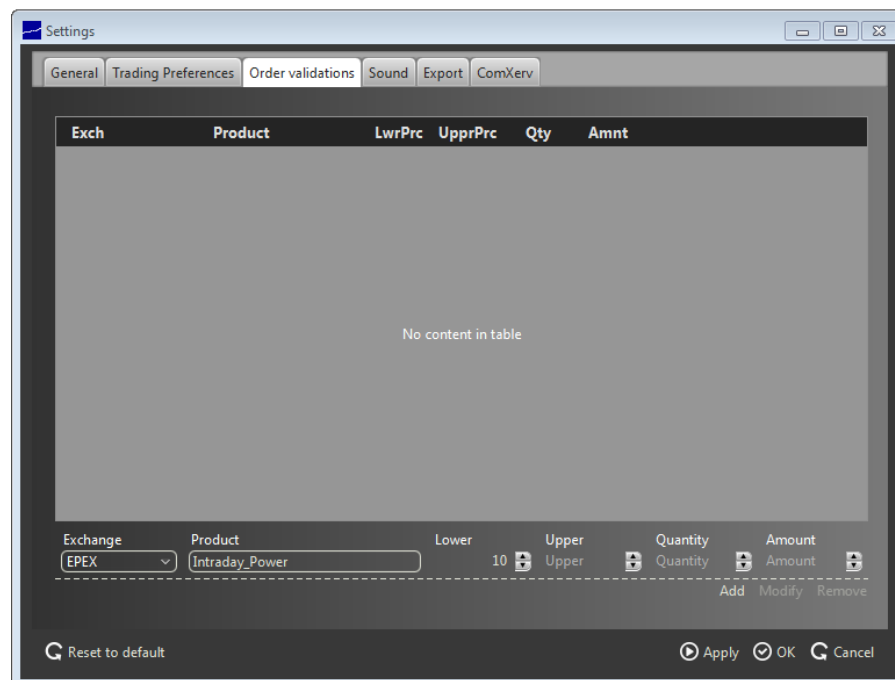 Settings
General Trading Preferences Order validations Sound Export ComXerv
Exch Product LwrPrc UpprPrc Qty Amnt
No content in table
Exchange Product Lower Upper Quantity Amount
EPEX Intraday_Power 10 Upper Quantity Amount
Add Modify Remove
Reset to default Apply OK Cancel